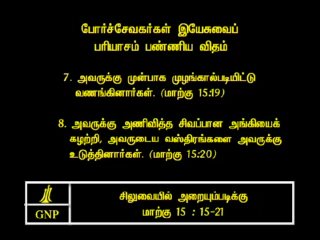 போர்ச்சேவகர்கள் இயேசுவைப்
பரியாசம் பண்ணிய விதம்
7. அவருக்கு முன்பாக முழங்கால்படியிட்டு
வணங்கினார்கள். (மாற்கு 15:19)
8. அவருக்கு அணிவித்த சிவப்பான அங்கியைக்
கழற்றி, அவருடைய வஸ்திரங்களை அவருக்கு
உடுத்தினார்கள். (மாற்கு 15:20)
சிலுவையில் அறையும்படிக்கு
மாற்கு 15 : 15-21
GNP